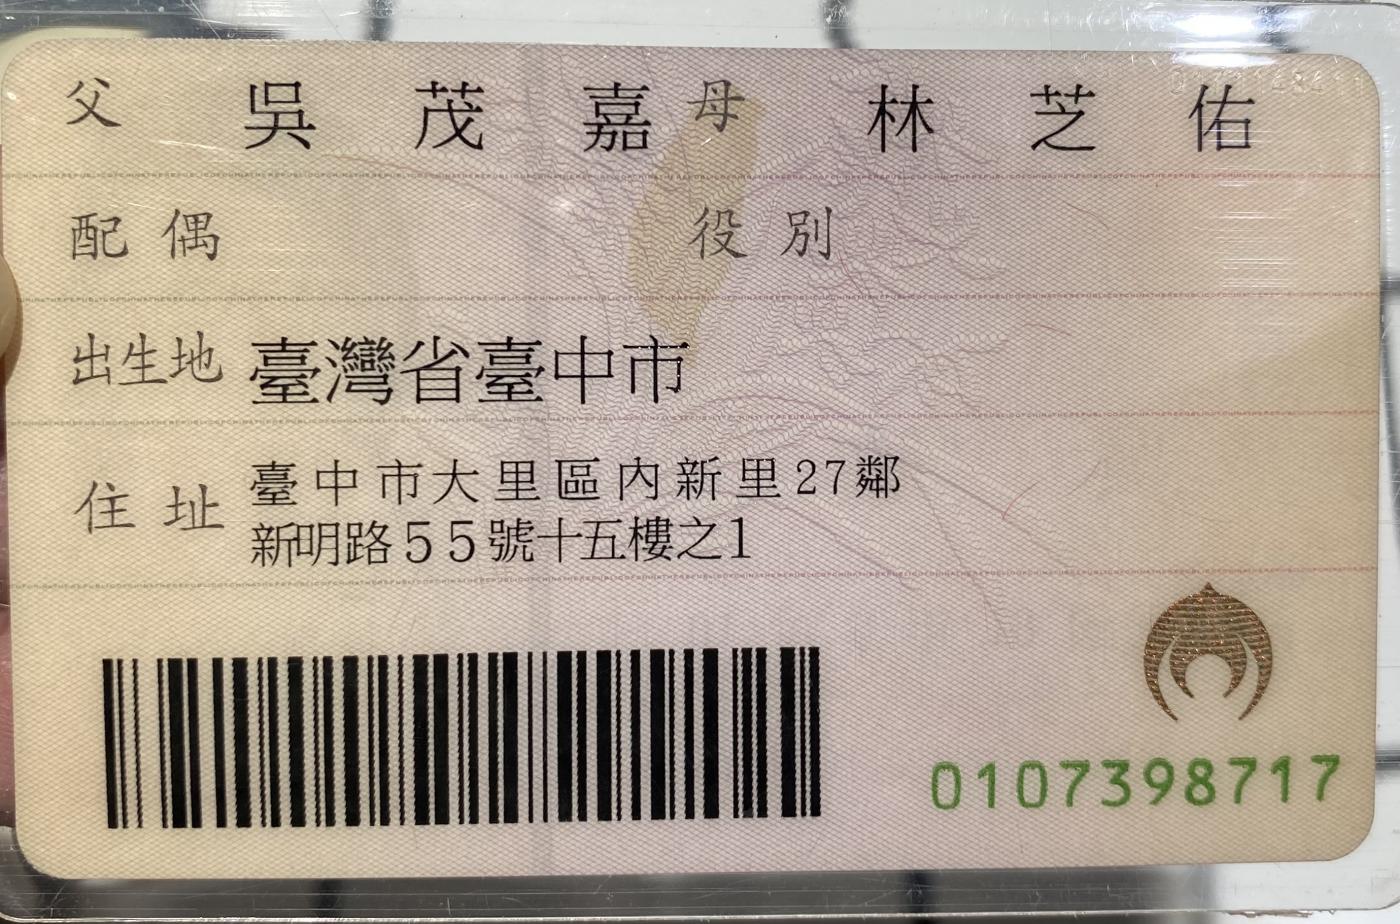 父 吳茂嘉 母 林芝佑
配偶 役別
出生地 臺灣省臺中市
住址 臺中市大里區內新里27鄰
新明路55號十五樓之1
0107398717